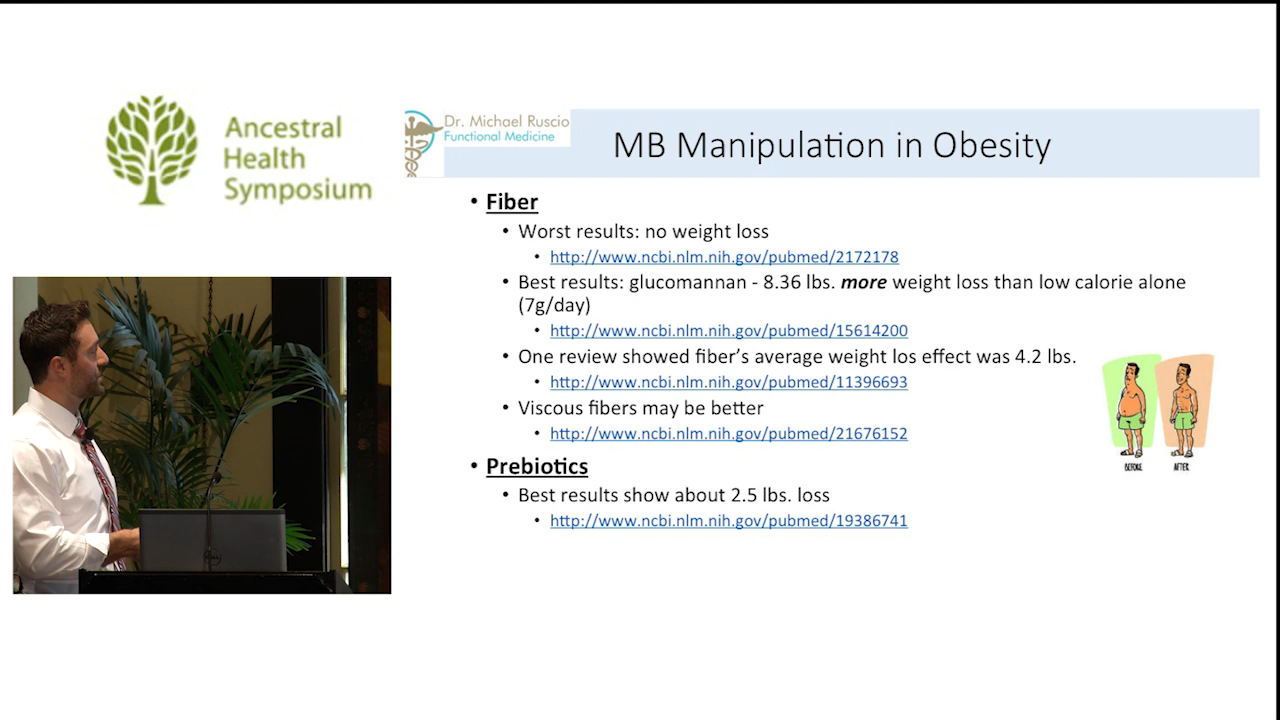 Ancestral
Health
Symposium
Dr. Michael Ruscio
Functional Medicine
MB Manipulation in Obesity
• Fiber
• Worst results: no weight loss
• http://www.ncbi.nlm.nih.gov/pubmed/2172178
• Best results: glucomannan - 8.36 lbs. more weight loss than low calorie alone
(7g/day)
• http://www.ncbi.nlm.nih.gov/pubmed/15614200
• One review showed fiber's average weight los effect was 4.2 lbs.
• http://www.ncbi.nlm.nih.gov/pubmed/11396693
• Viscous fibers may be better
• http://www.ncbi.nlm.nih.gov/pubmed/21676152
• Prebiotics
• Best results show about 2.5 lbs. loss
• http://www.ncbi.nlm.nih.gov/pubmed/19386741
BEFORE
AFTER